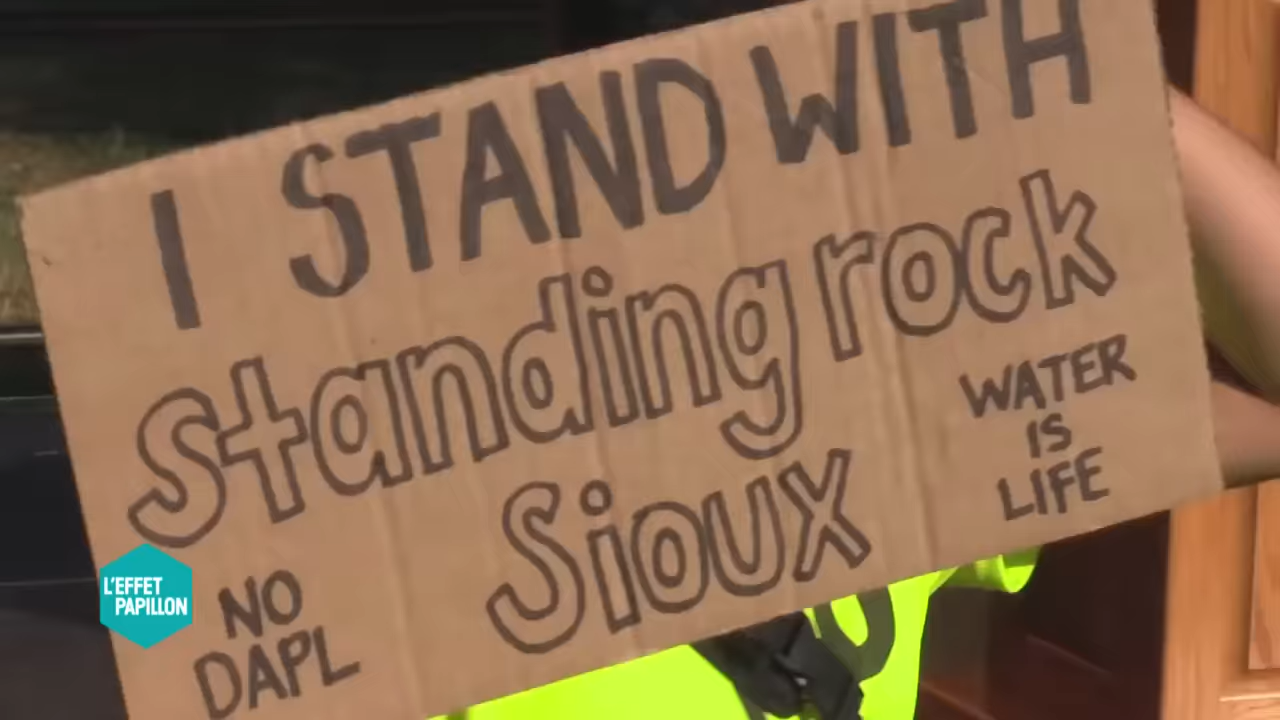 I STAND WITH
standing rock
Sioux
WATER
IS
LIFE
NO
DAPL
L'EFFET
PAPILLON